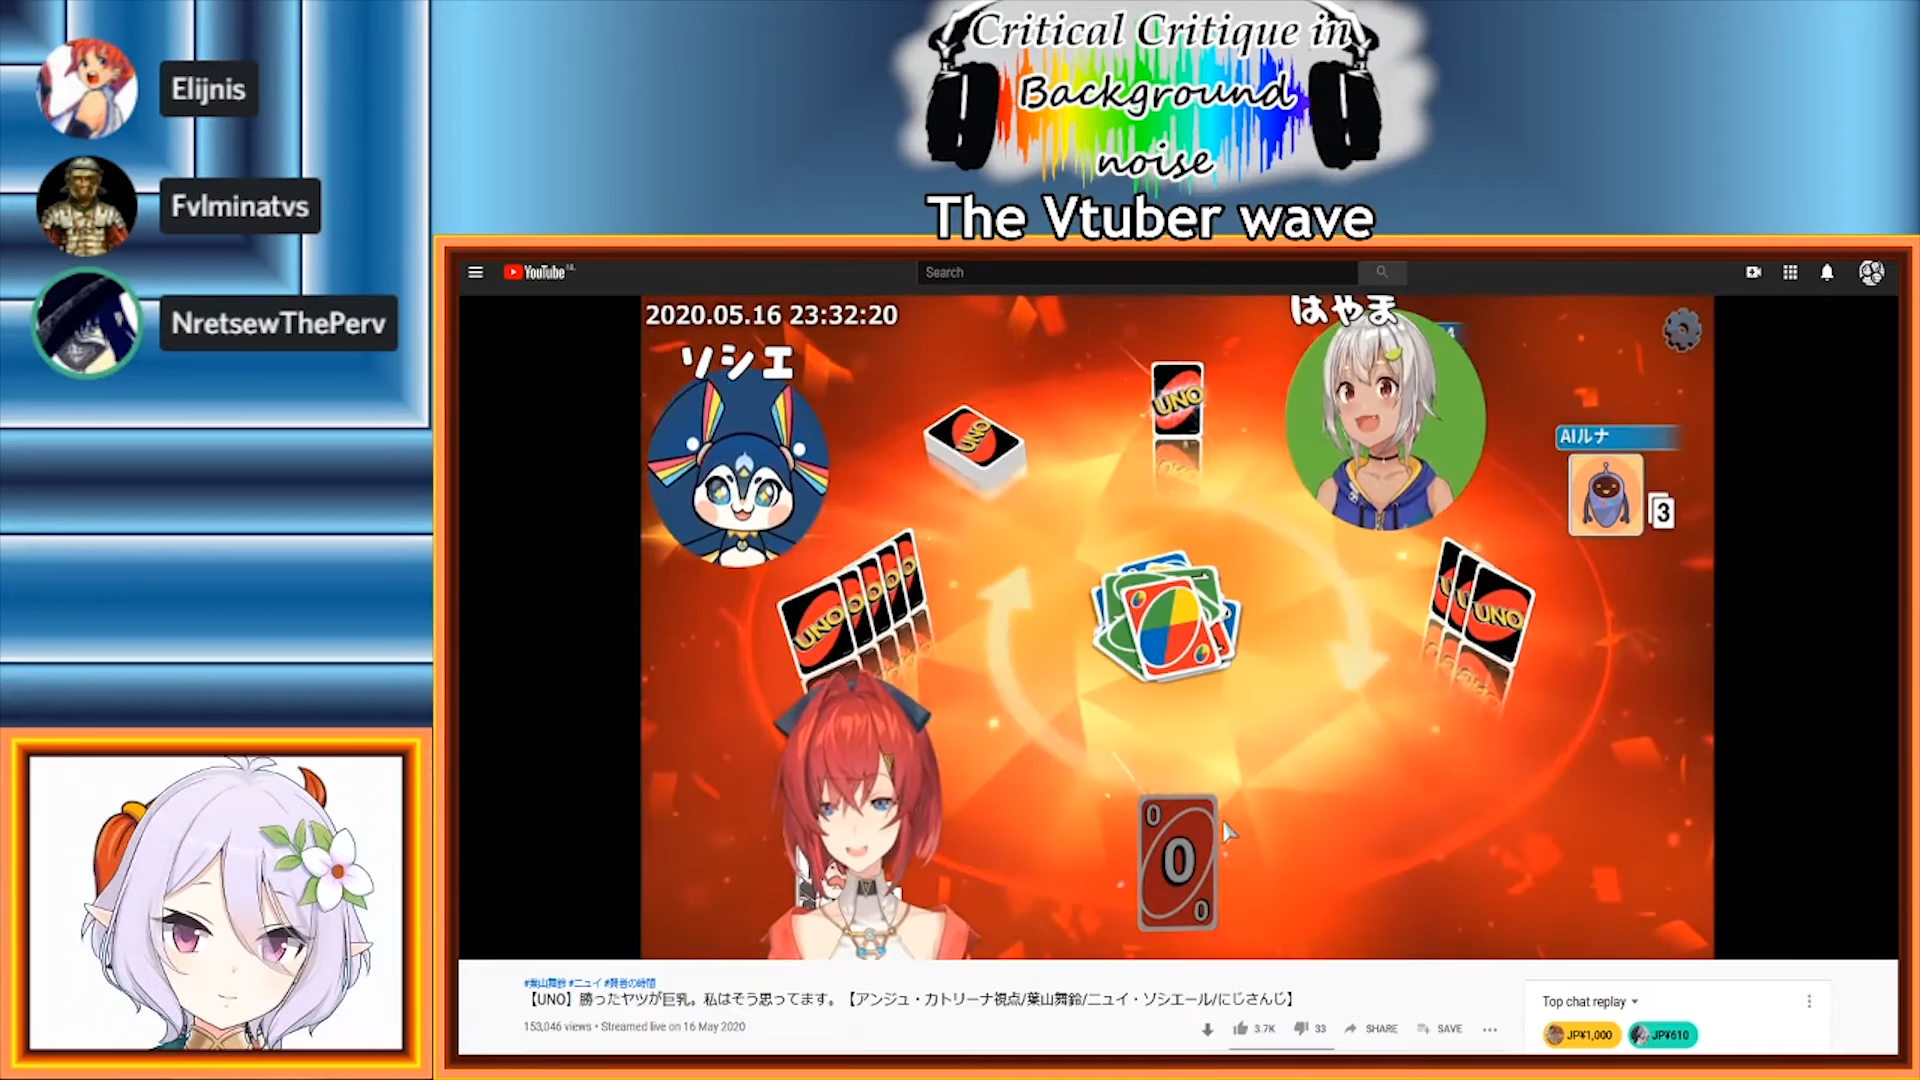 Elijnis
Fvlminatvs
NretsewThePerv
Critical Critique in
Background
noise
The Vtuber wave
YouTube NL
Search
2020.05.16 23:32:20
ソシエ
はやま
4
AIルナ
3
UNO
UNO
UNO
UNO
0
0
0
#葉山舞鈴 #ニュイ #賢者の時間
【UNO】勝ったヤツが巨乳。私はそう思ってます。【アンジュ・カトリーナ視点/葉山舞鈴/ニュイ・ソシエール/にじさんじ】
153,046 views • Streamed live on 16 May 2020
3.7K
33
SHARE
SAVE
Top chat replay
JP¥1,000
JP¥610